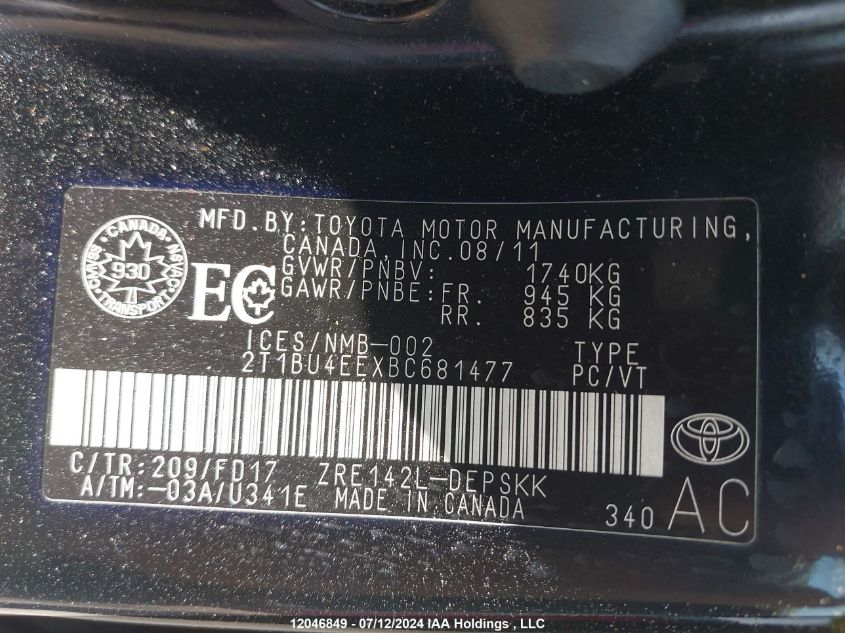 MFD.BY:TOYOTA MOTOR MANUFACTURING,
CANADA,INC.08/11
GVWR/PNBV: 1740KG
GAWR/PNBE:FR. 945 KG
RR. 835 KG
CANADA
930
TRANSPORT
EC
ICES/NMB-002
2T1BU4EEXBC681477
TYPE
PC/VT
C/TR:209/FD17 ZRE142L-DEPSKK
A/TM:-03A/U341E MADE IN CANADA
340 AC
12046849 - 07/12/2024 IAA Holdings , LLC